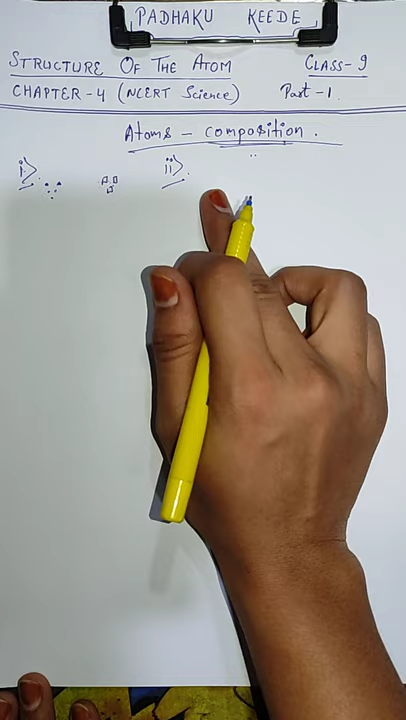 PADHAKU KEEDE
STRUCTURE OF THE ATOM CLASS-9
CHAPTER-4 (NCERT Science) Part-1.
Atoms - composition.
i> ii>